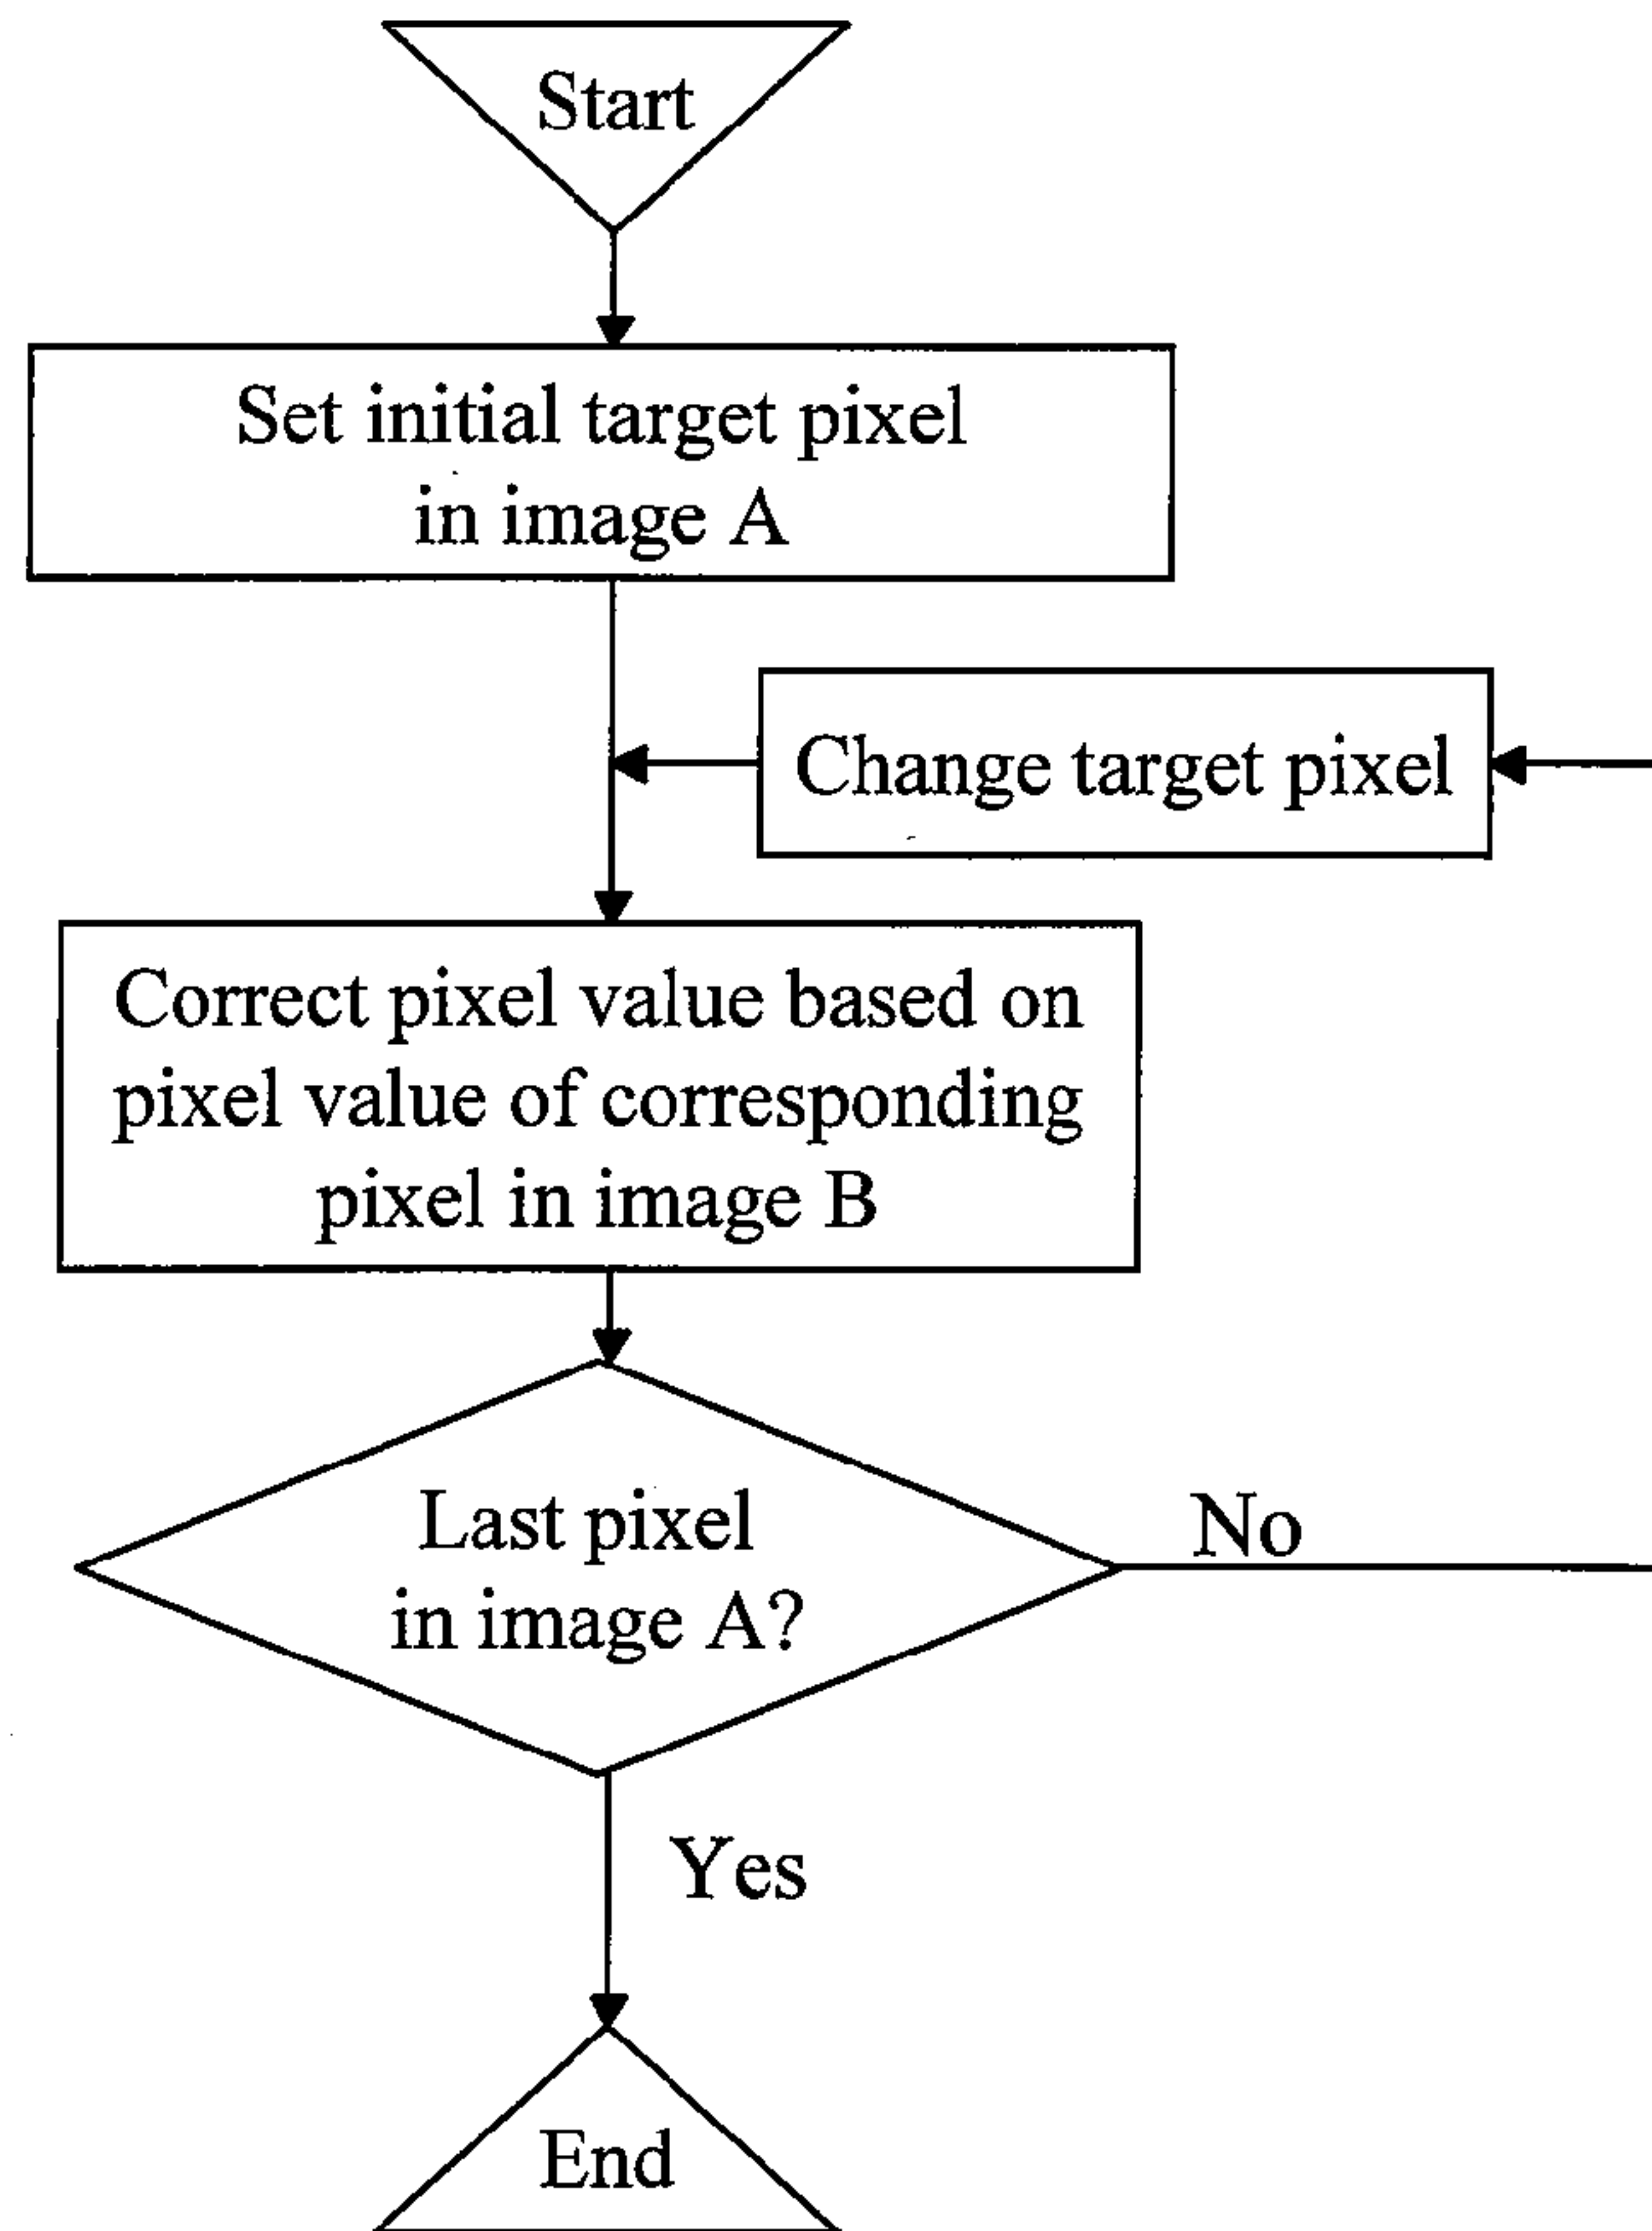 Start
Set initial target pixel
in image A
Change target pixel
Correct pixel value based on
pixel value of corresponding
pixel in image B
Last pixel
in image A?
No
Yes
End